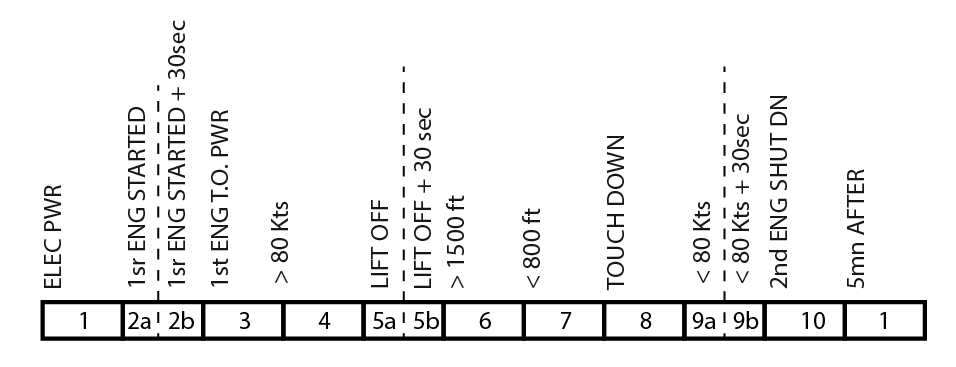 ELEC PWR
1sr ENG STARTED
1sr ENG STARTED + 30sec
1st ENG T.O. PWR
> 80 Kts
LIFT OFF
LIFT OFF + 30 sec
> 1500 ft
< 800 ft
TOUCH DOWN
< 80 Kts
< 80 Kts + 30sec
2nd ENG SHUT DN
5mn AFTER
1 2a 2b 3 4 5a 5b 6 7 8 9a 9b 10 1